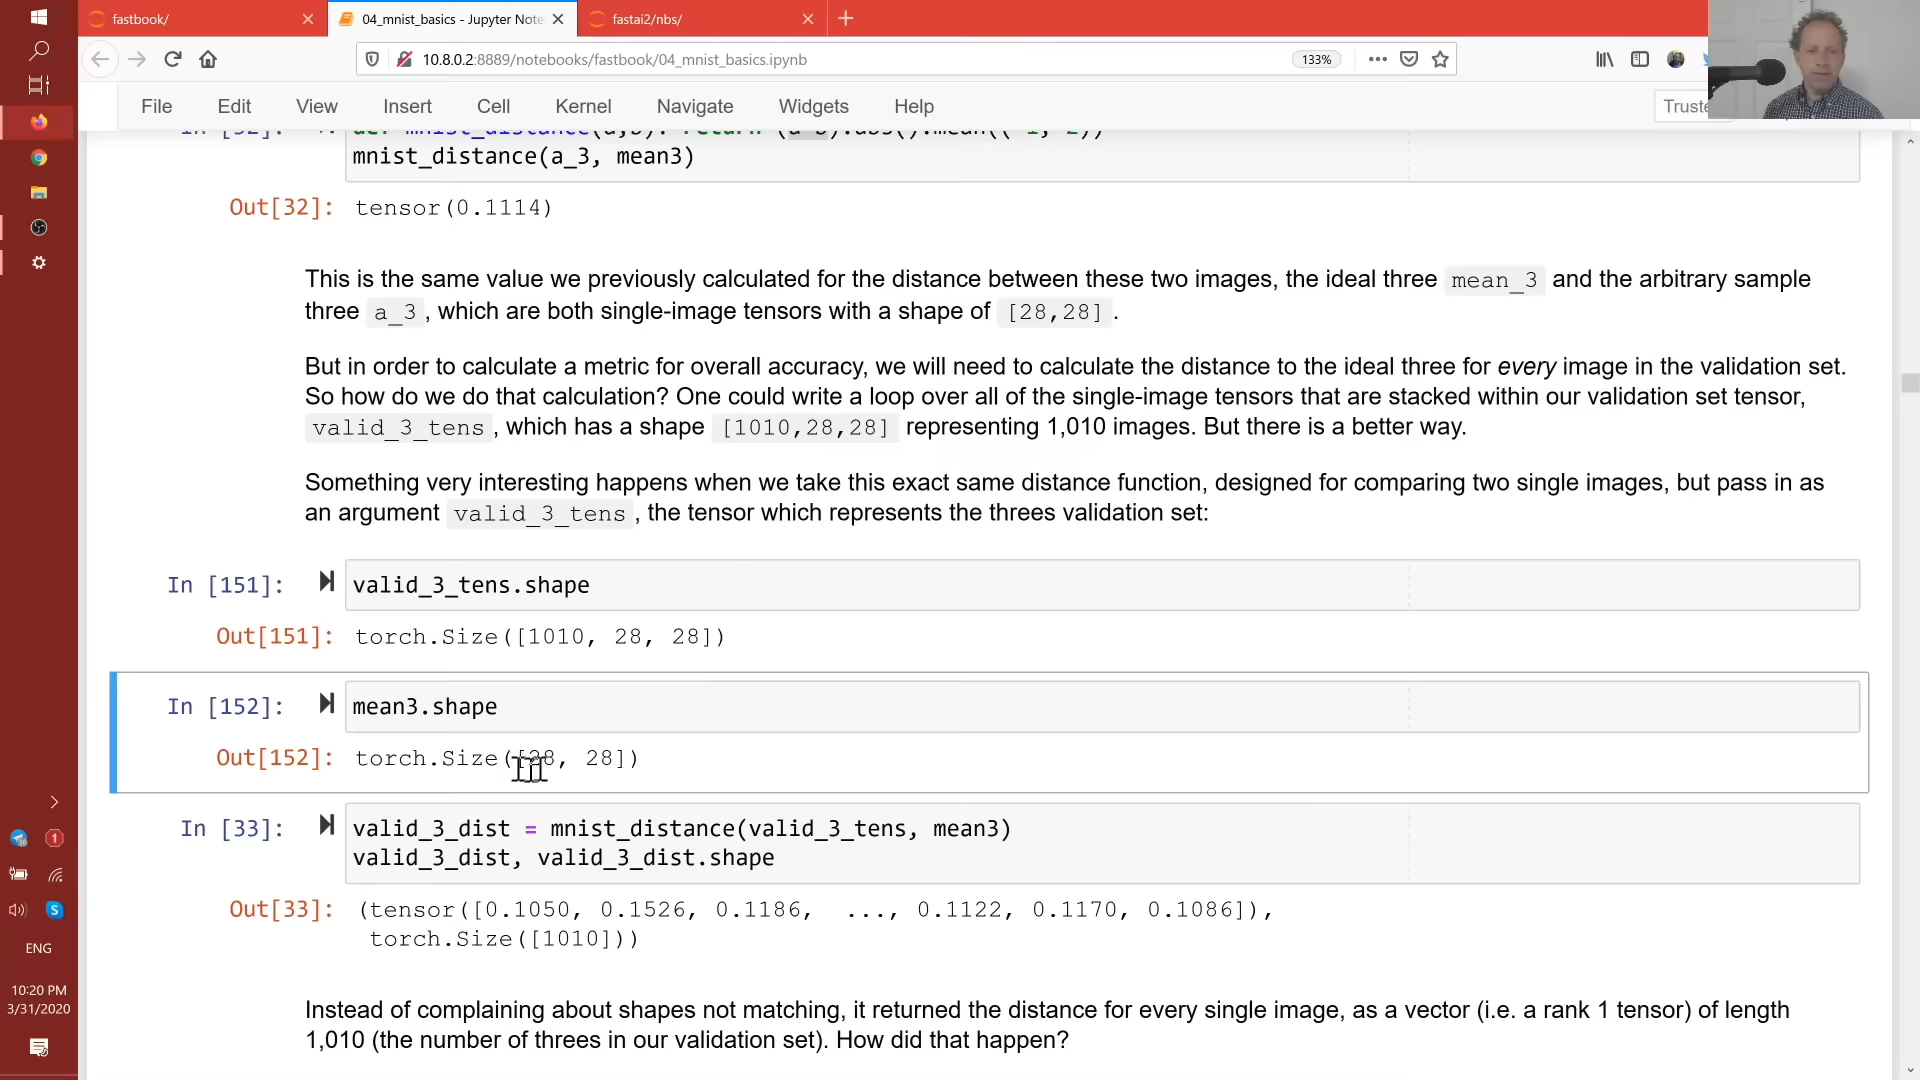 fastbook/
04_mnist_basics - Jupyter Note
fastai2/nbs/
10.8.0.2:8889/notebooks/fastbook/04_mnist_basics.ipynb
133%
File Edit View Insert Cell Kernel Navigate Widgets Help
Truste
mnist_distance(a_3, mean3)
Out[32]: tensor(0.1114)
This is the same value we previously calculated for the distance between these two images, the ideal three mean_3 and the arbitrary sample
three a_3 , which are both single-image tensors with a shape of [28,28] .
But in order to calculate a metric for overall accuracy, we will need to calculate the distance to the ideal three for every image in the validation set.
So how do we do that calculation? One could write a loop over all of the single-image tensors that are stacked within our validation set tensor,
valid_3_tens , which has a shape [1010,28,28] representing 1,010 images. But there is a better way.
Something very interesting happens when we take this exact same distance function, designed for comparing two single images, but pass in as
an argument valid_3_tens , the tensor which represents the threes validation set:
In [151]: valid_3_tens.shape
Out[151]: torch.Size([1010, 28, 28])
In [152]: mean3.shape
Out[152]: torch.Size([28, 28])
In [33]: valid_3_dist = mnist_distance(valid_3_tens, mean3)
valid_3_dist, valid_3_dist.shape
Out[33]: (tensor([0.1050, 0.1526, 0.1186, ..., 0.1122, 0.1170, 0.1086]),
torch.Size([1010]))
Instead of complaining about shapes not matching, it returned the distance for every single image, as a vector (i.e. a rank 1 tensor) of length
1,010 (the number of threes in our validation set). How did that happen?
ENG
10:20 PM
3/31/2020